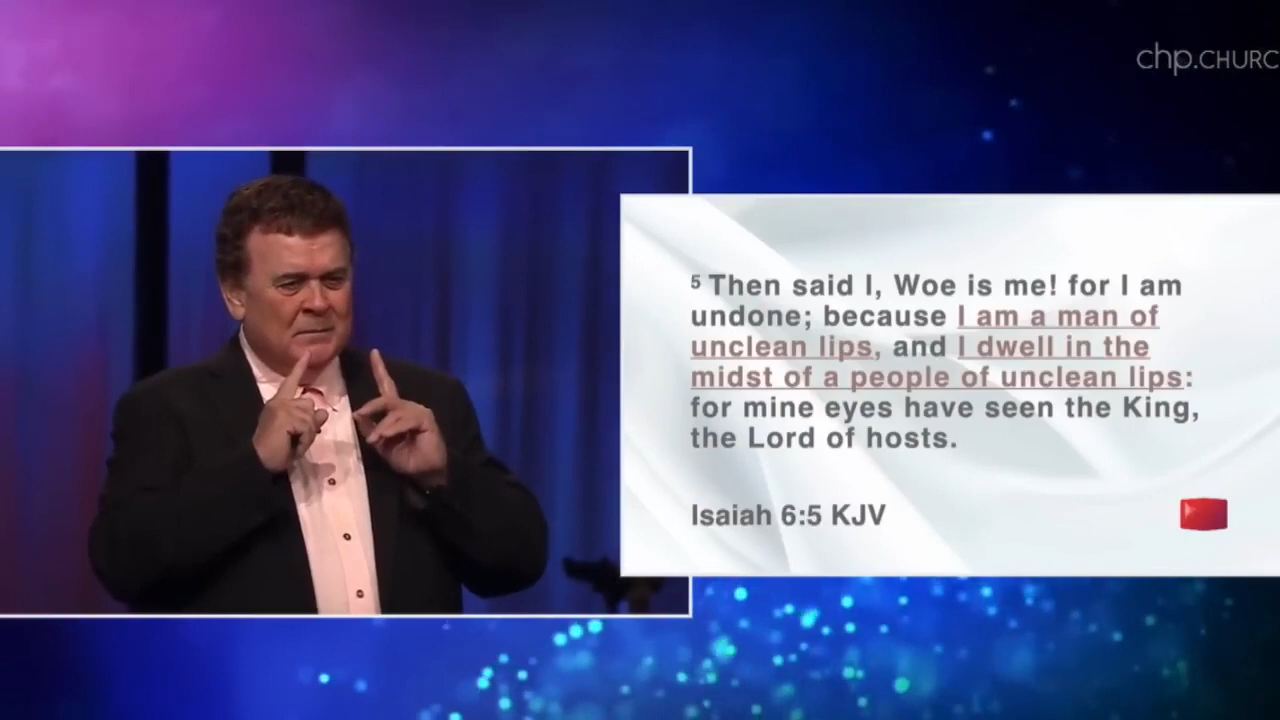 chp.CHURC
5 Then said I, Woe is me! for I am
undone; because I am a man of
unclean lips, and I dwell in the
midst of a people of unclean lips:
for mine eyes have seen the King,
the Lord of hosts.
Isaiah 6:5 KJV